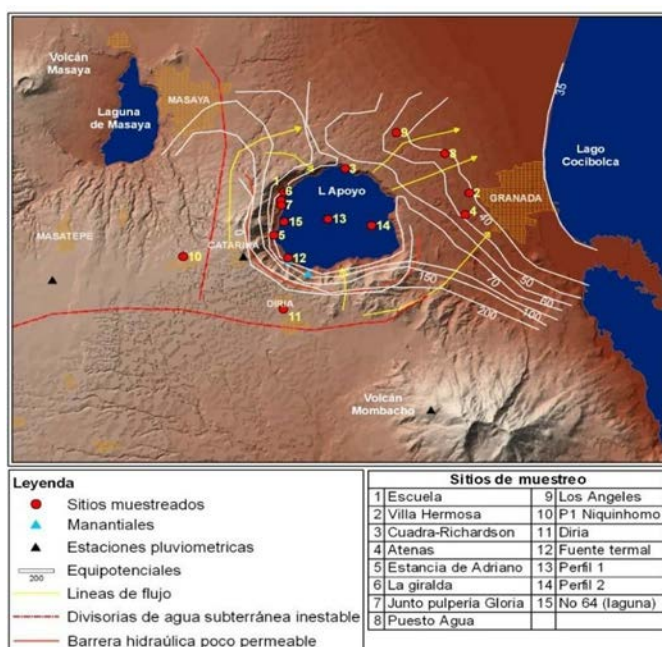 Volcán
Masaya
MASAYA
Laguna
de Masaya
35
Lago
Cocibolca
9
8
3
1
6
L Apoyo
7
2
GRANADA
15
13
14
4
40
MASATEPE
5
CATARINA
10
12
150
50
70
60
100
DIRIA
200
11
Volcán
Mombacho
Leyenda
Sitios muestreados
Manantiales
Estaciones pluviometricas
Equipotenciales
200
Lineas de flujo
Divisorias de agua subterránea inestable
Barrera hidraúlica poco permeable
Sitios de muestreo
1 Escuela 9 Los Angeles
2 Villa Hermosa 10 P1 Niquinhomo
3 Cuadra-Richardson 11 Diria
4 Atenas 12 Fuente termal
5 Estancia de Adriano 13 Perfil 1
6 La giralda 14 Perfil 2
7 Junto pulpería Gloria 15 No 64 (laguna)
8 Puesto Agua